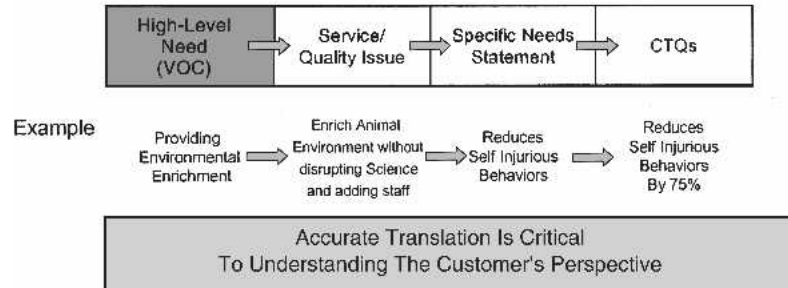 High-Level
Need
(VOC)
Service/
Quality Issue
Specific Needs
Statement
CTQs
Example
Providing
Environmental
Enrichment
Enrich Animal
Environment without
disrupting Science
and adding staff
Reduces
Self Injurious
Behaviors
Reduces
Self Injurious
Behaviors
By 75%
Accurate Translation Is Critical
To Understanding The Customer's Perspective